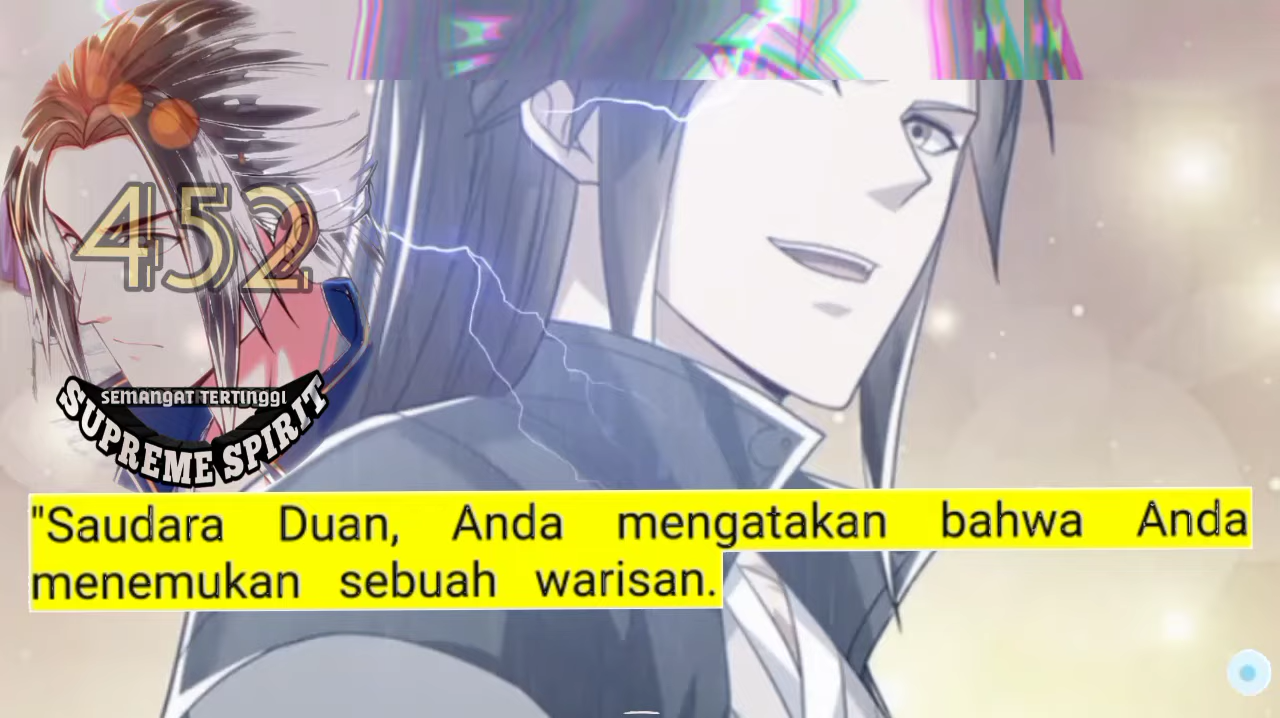 452
SEMANGAT TERTINGGI
SUPREME SPIRIT
"Saudara Duan, Anda mengatakan bahwa Anda
menemukan sebuah warisan.